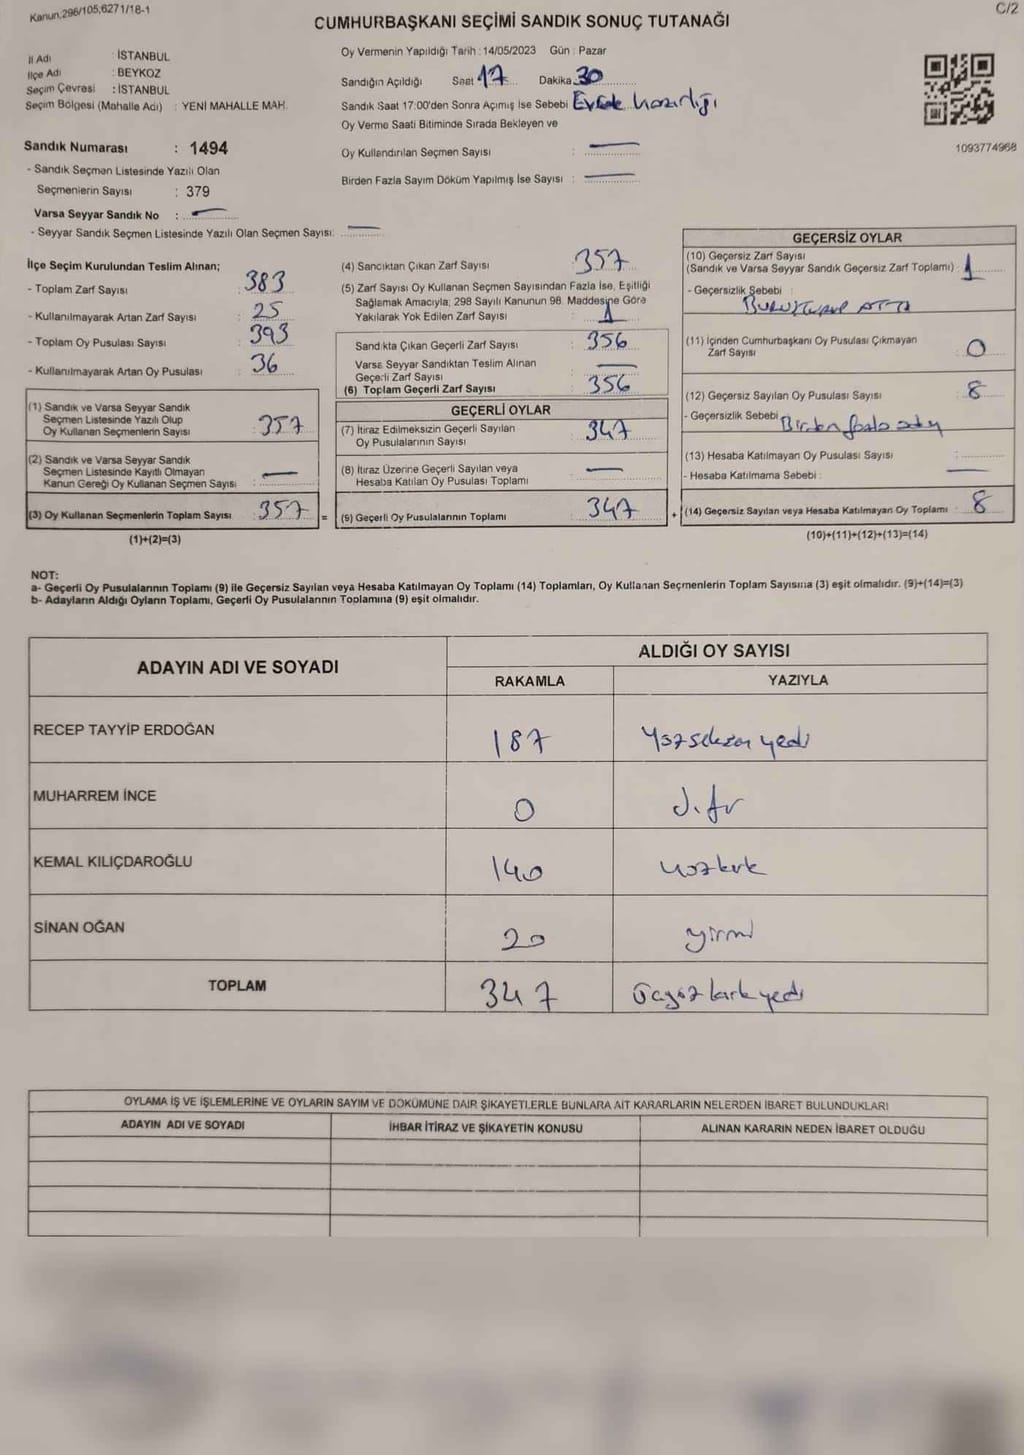 Kanun.298/105,6271/18-1
C/2
CUMHURBAŞKANI SEÇİMİ SANDIK SONUÇ TUTANAĞI
İl Adı : İSTANBUL
İlçe Adı : BEYKOZ
Seçim Çevresi : İSTANBUL
Seçim Bölgesi (Mahalle Adı) : YENİ MAHALLE MAH.
Oy Vermenin Yapıldığı Tarih : 14/05/2023 Gün : Pazar
Sandığın Açıldığı Saat 17 Dakika 30
Sandık Saat 17:00'den Sonra Açılmış İse Sebebi Evrak hazırlığı
Oy Verme Saati Bitiminde Sırada Bekleyen ve
Oy Kullandırılan Seçmen Sayısı : —
Birden Fazla Sayım Döküm Yapılmış İse Sayısı : —
1093774968
Sandık Numarası : 1494
- Sandık Seçmen Listesinde Yazılı Olan
Seçmenlerin Sayısı : 379
Varsa Seyyar Sandık No : —
- Seyyar Sandık Seçmen Listesinde Yazılı Olan Seçmen Sayısı: —
İlçe Seçim Kurulundan Teslim Alınan;
- Toplam Zarf Sayısı : 383
- Kullanılmayarak Artan Zarf Sayısı : 25
- Toplam Oy Pusulası Sayısı : 393
- Kullanılmayarak Artan Oy Pusulası : 36
(1) Sandık ve Varsa Seyyar Sandık
Seçmen Listesinde Yazılı Olup
Oy Kullanan Seçmenlerin Sayısı : 357
(2) Sandık ve Varsa Seyyar Sandık
Seçmen Listesinde Kayıtlı Olmayan
Kanun Gereği Oy Kullanan Seçmen Sayısı : —
(3) Oy Kullanan Seçmenlerin Toplam Sayısı : 357 =
(1)+(2)=(3)
(4) Sandıktan Çıkan Zarf Sayısı : 357
(5) Zarf Sayısı Oy Kullanan Seçmen Sayısından Fazla İse, Eşitliği
Sağlamak Amacıyla; 298 Sayılı Kanunun 98. Maddesine Göre
Yakılarak Yok Edilen Zarf Sayısı : 1
Sandıkta Çıkan Geçerli Zarf Sayısı : 356
Varsa Seyyar Sandıktan Teslim Alınan
Geçerli Zarf Sayısı : —
(6) Toplam Geçerli Zarf Sayısı : 356
GEÇERLİ OYLAR
(7) İtiraz Edilmeksizin Geçerli Sayılan
Oy Pusulalarının Sayısı : 347
(8) İtiraz Üzerine Geçerli Sayılan veya
Hesaba Katılan Oy Pusulası Toplamı : —
(9) Geçerli Oy Pusulalarının Toplamı : 347 +
GEÇERSİZ OYLAR
(10) Geçersiz Zarf Sayısı
(Sandık ve Varsa Seyyar Sandık Geçersiz Zarf Toplamı) : 1
- Geçersizlik Sebebi :
BURUŞTURUP ATTI
(11) İçinden Cumhurbaşkanı Oy Pusulası Çıkmayan
Zarf Sayısı : 0
(12) Geçersiz Sayılan Oy Pusulası Sayısı : 8
- Geçersizlik Sebebi : Birden fazla aday
(13) Hesaba Katılmayan Oy Pusulası Sayısı :
- Hesaba Katılmama Sebebi : —
(14) Geçersiz Sayılan veya Hesaba Katılmayan Oy Toplamı : 8
(10)+(11)+(12)+(13)=(14)
NOT:
a- Geçerli Oy Pusulalarının Toplamı (9) ile Geçersiz Sayılan veya Hesaba Katılmayan Oy Toplamı (14) Toplamları, Oy Kullanan Seçmenlerin Toplam Sayısına (3) eşit olmalıdır. (9)+(14)=(3)
b- Adayların Aldığı Oyların Toplamı, Geçerli Oy Pusulalarının Toplamına (9) eşit olmalıdır.
ADAYIN ADI VE SOYADI ALDIĞI OY SAYISI
RAKAMLA YAZIYLA
RECEP TAYYİP ERDOĞAN 187 Yüzseksen yedi
MUHARREM İNCE 0 sıfır
KEMAL KILIÇDAROĞLU 140 yüzkırk
SİNAN OĞAN 20 yirmi
TOPLAM 347 Üçyüz kırk yedi
OYLAMA İŞ VE İŞLEMLERİNE VE OYLARIN SAYIM VE DÖKÜMÜNE DAİR ŞİKAYETLERLE BUNLARA AİT KARARLARIN NELERDEN İBARET BULUNDUKLARI
ADAYIN ADI VE SOYADI İHBAR İTİRAZ VE ŞİKAYETİN KONUSU ALINAN KARARIN NEDEN İBARET OLDUĞU